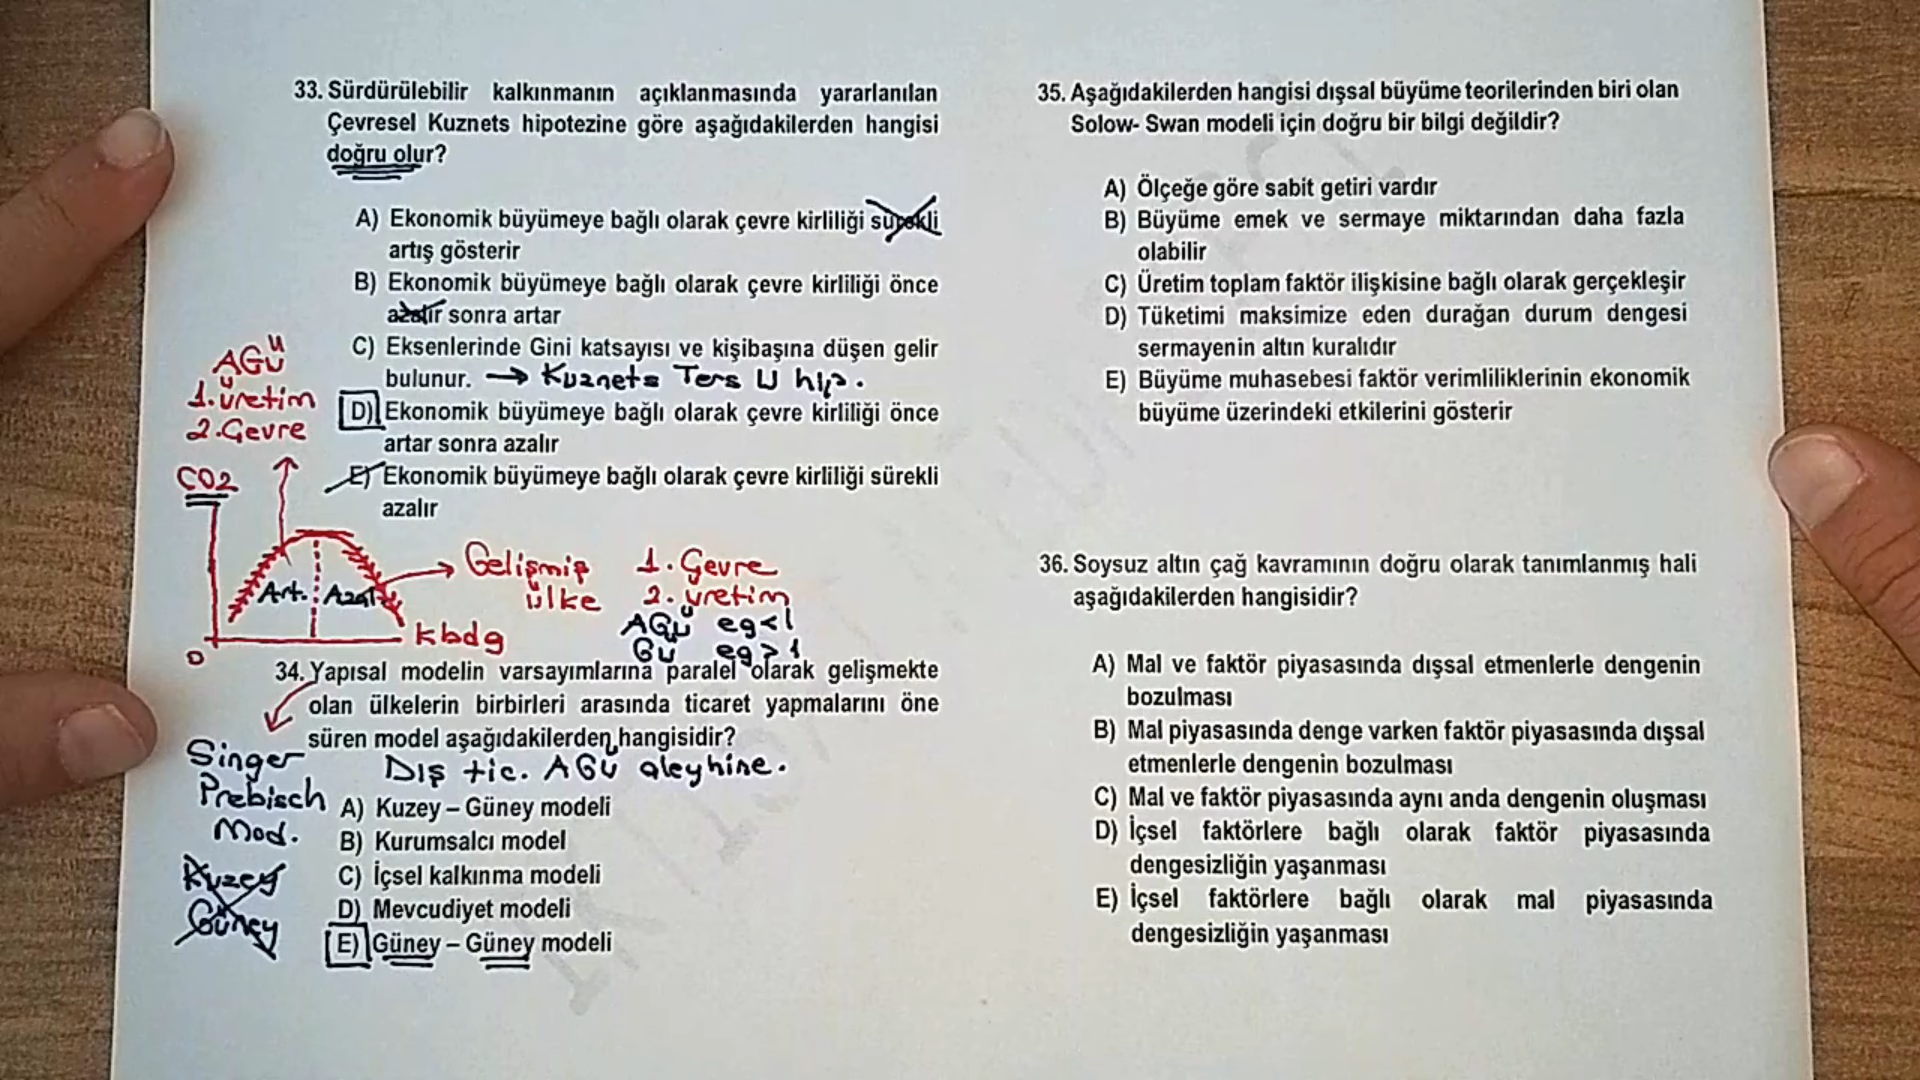 33. Sürdürülebilir kalkınmanın açıklanmasında yararlanılan
Çevresel Kuznets hipotezine göre aşağıdakilerden hangisi
doğru olur?
A) Ekonomik büyümeye bağlı olarak çevre kirliliği sürekli
artış gösterir
B) Ekonomik büyümeye bağlı olarak çevre kirliliği önce
azalır sonra artar
C) Eksenlerinde Gini katsayısı ve kişibaşına düşen gelir
bulunur. → Kuznets Ters U hip.
D) Ekonomik büyümeye bağlı olarak çevre kirliliği önce
artar sonra azalır
E) Ekonomik büyümeye bağlı olarak çevre kirliliği sürekli
azalır
AGÜ
1. üretim
2. Çevre
CO2
Art. Azal
0
kbdg
Gelişmiş
ülke
1. Çevre
2. üretim
AGÜ eg<1
GÜ eg>1
34. Yapısal modelin varsayımlarına paralel olarak gelişmekte
olan ülkelerin birbirleri arasında ticaret yapmalarını öne
süren model aşağıdakilerden hangisidir?
Dış tic. AGÜ aleyhine.
Singer
Prebisch
Mod.
Kuzey
Güney
A) Kuzey – Güney modeli
B) Kurumsalcı model
C) İçsel kalkınma modeli
D) Mevcudiyet modeli
E) Güney – Güney modeli
35. Aşağıdakilerden hangisi dışsal büyüme teorilerinden biri olan
Solow- Swan modeli için doğru bir bilgi değildir?
A) Ölçeğe göre sabit getiri vardır
B) Büyüme emek ve sermaye miktarından daha fazla
olabilir
C) Üretim toplam faktör ilişkisine bağlı olarak gerçekleşir
D) Tüketimi maksimize eden durağan durum dengesi
sermayenin altın kuralıdır
E) Büyüme muhasebesi faktör verimliliklerinin ekonomik
büyüme üzerindeki etkilerini gösterir
36. Soysuz altın çağ kavramının doğru olarak tanımlanmış hali
aşağıdakilerden hangisidir?
A) Mal ve faktör piyasasında dışsal etmenlerle dengenin
bozulması
B) Mal piyasasında denge varken faktör piyasasında dışsal
etmenlerle dengenin bozulması
C) Mal ve faktör piyasasında aynı anda dengenin oluşması
D) İçsel faktörlere bağlı olarak faktör piyasasında
dengesizliğin yaşanması
E) İçsel faktörlere bağlı olarak mal piyasasında
dengesizliğin yaşanması